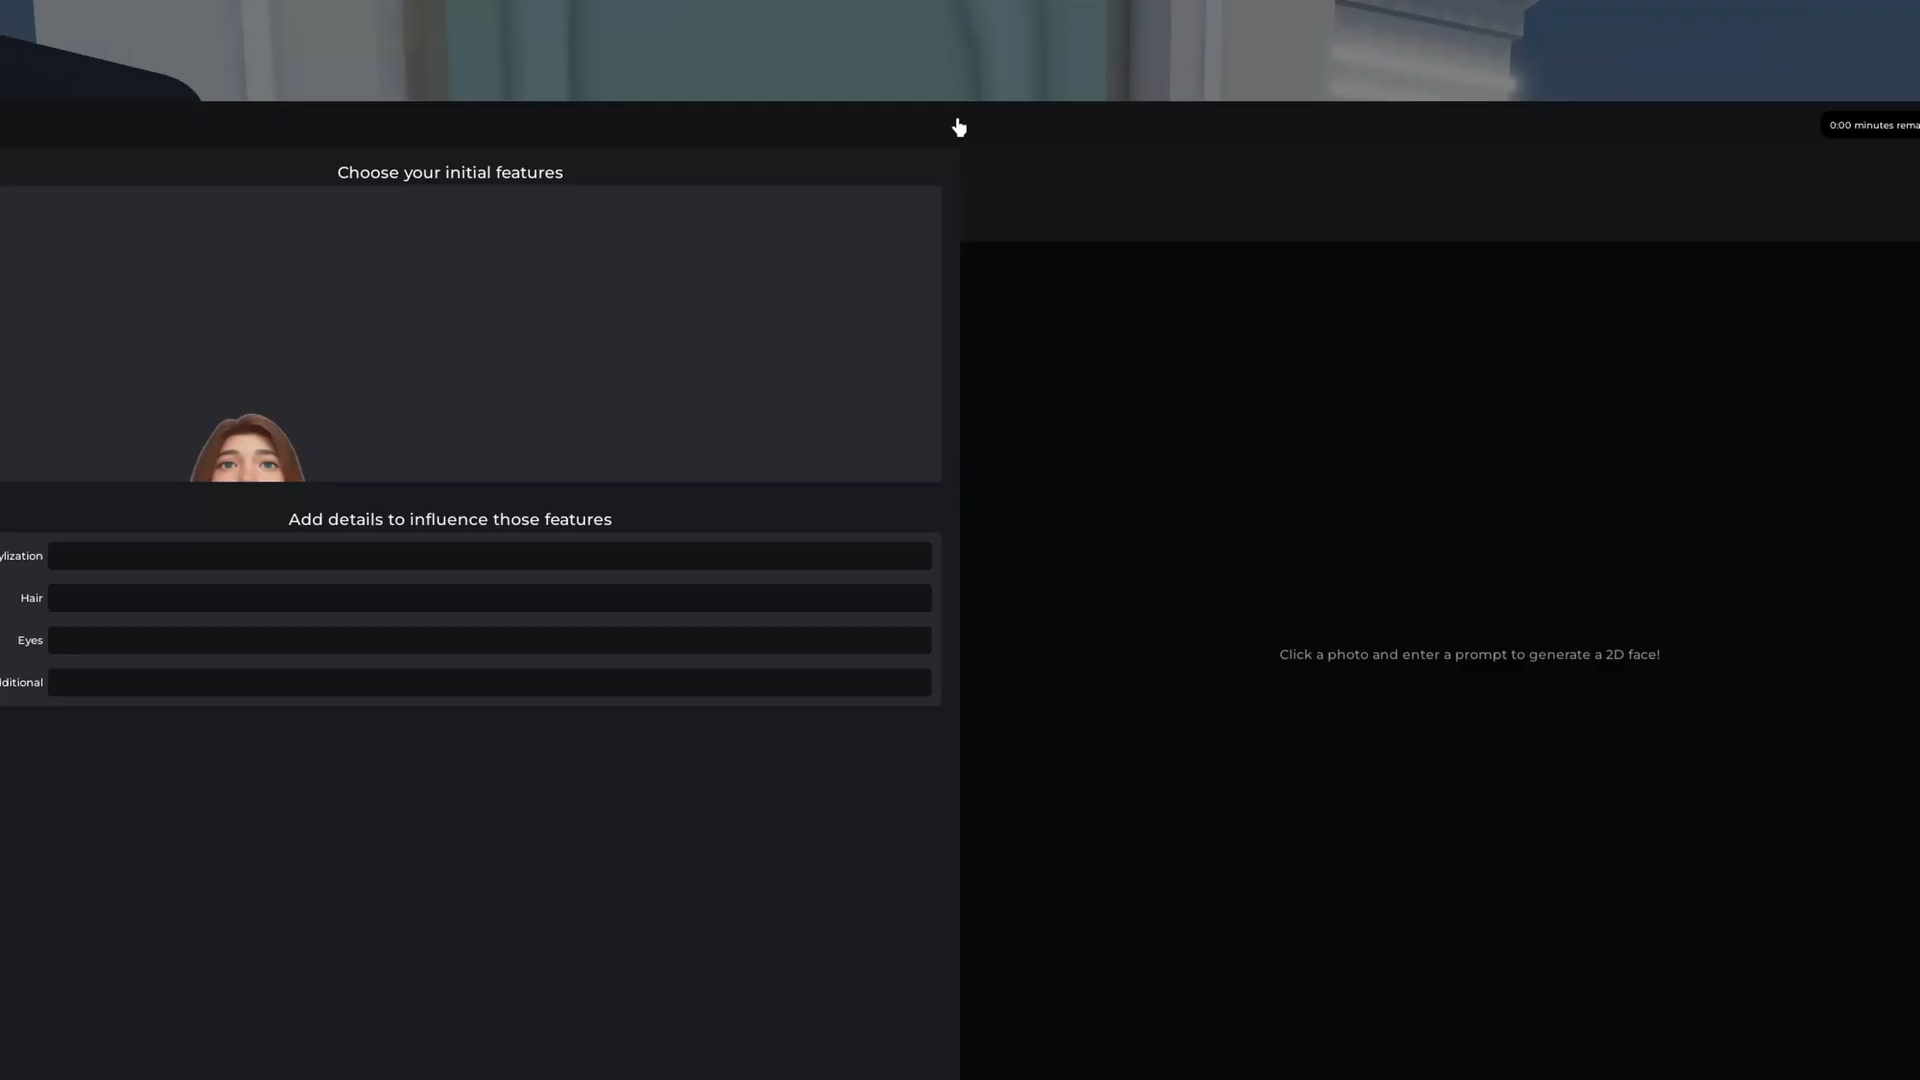 0:00 minutes rema
Choose your initial features
Add details to influence those features
ylization
Hair
Eyes
dditional
Click a photo and enter a prompt to generate a 2D face!